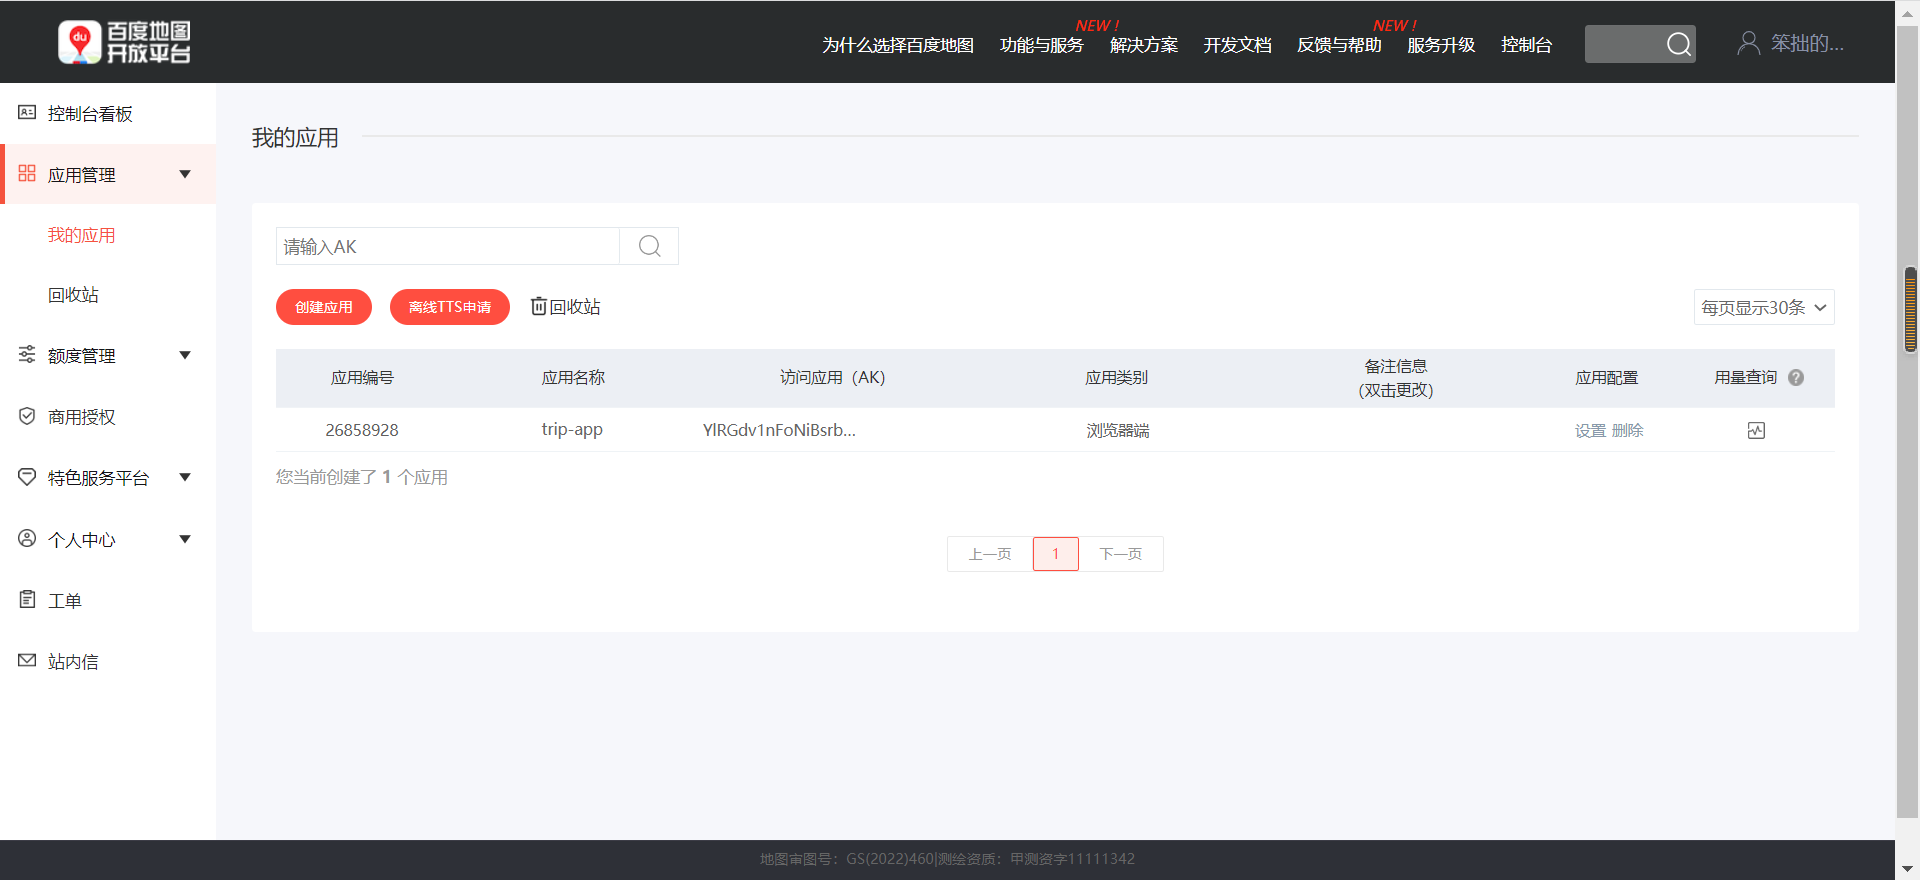 百度地图
开放平台
NEW !
NEW !
为什么选择百度地图 功能与服务 解决方案 开发文档 反馈与帮助 服务升级 控制台
笨拙的...
控制台看板
应用管理
我的应用
回收站
额度管理
商用授权
特色服务平台
个人中心
工单
站内信
我的应用
请输入AK
创建应用 离线TTS申请 回收站
每页显示30条
应用编号 应用名称 访问应用（AK） 应用类别 备注信息 应用配置 用量查询
(双击更改)
26858928 trip-app YlRGdv1nFoNiBsrb... 浏览器端 设置 删除
您当前创建了 1 个应用
上一页 1 下一页
地图审图号：GS(2022)460|测绘资质：甲测资字11111342